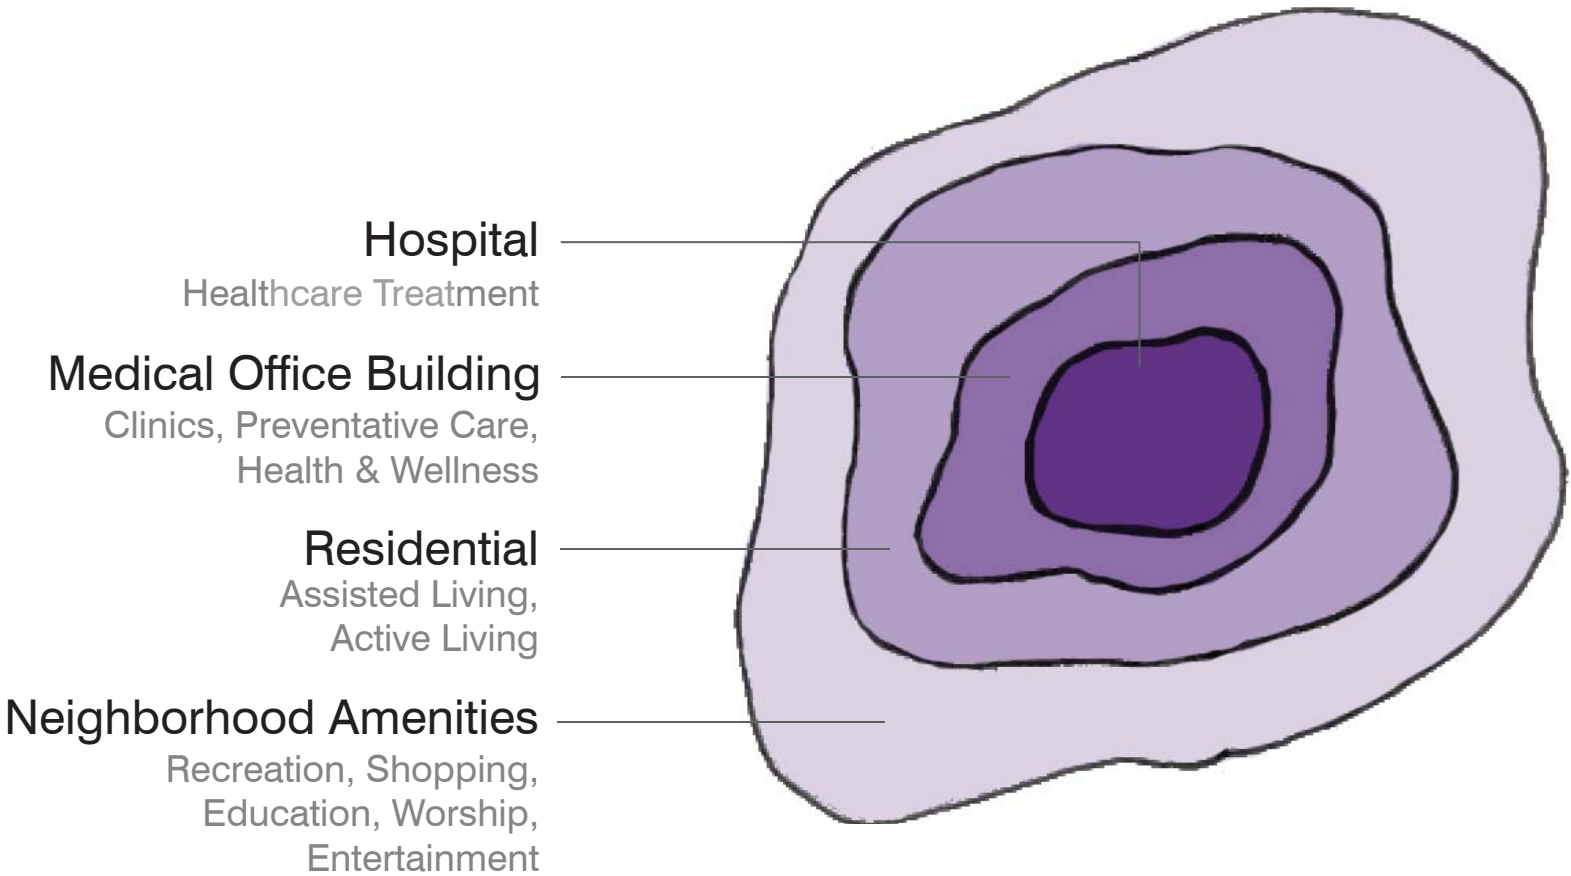 Hospital
Healthcare Treatment
Medical Office Building
Clinics, Preventative Care,
Health & Wellness
Residential
Assisted Living,
Active Living
Neighborhood Amenities
Recreation, Shopping,
Education, Worship,
Entertainment